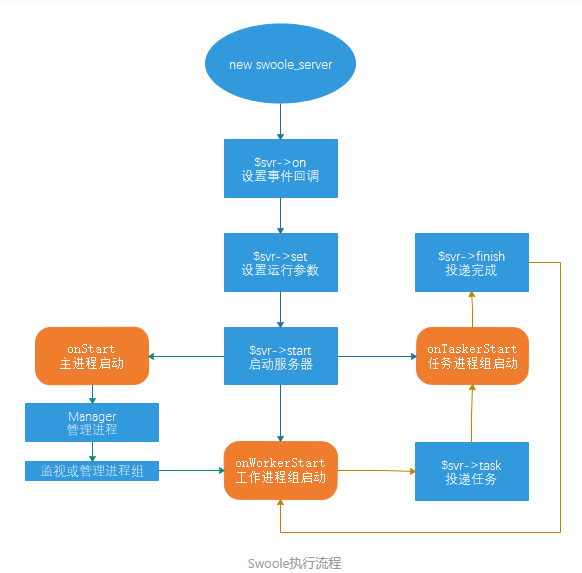 new swoole_server
$svr->on
设置事件回调
$svr->set
设置运行参数
$svr->finish
投递完成
onStart
主进程启动
$svr->start
启动服务器
onTaskerStart
任务进程组启动
Manager
管理进程
监视或管理进程组
onWorkerStart
工作进程组启动
$svr->task
投递任务
Swoole执行流程